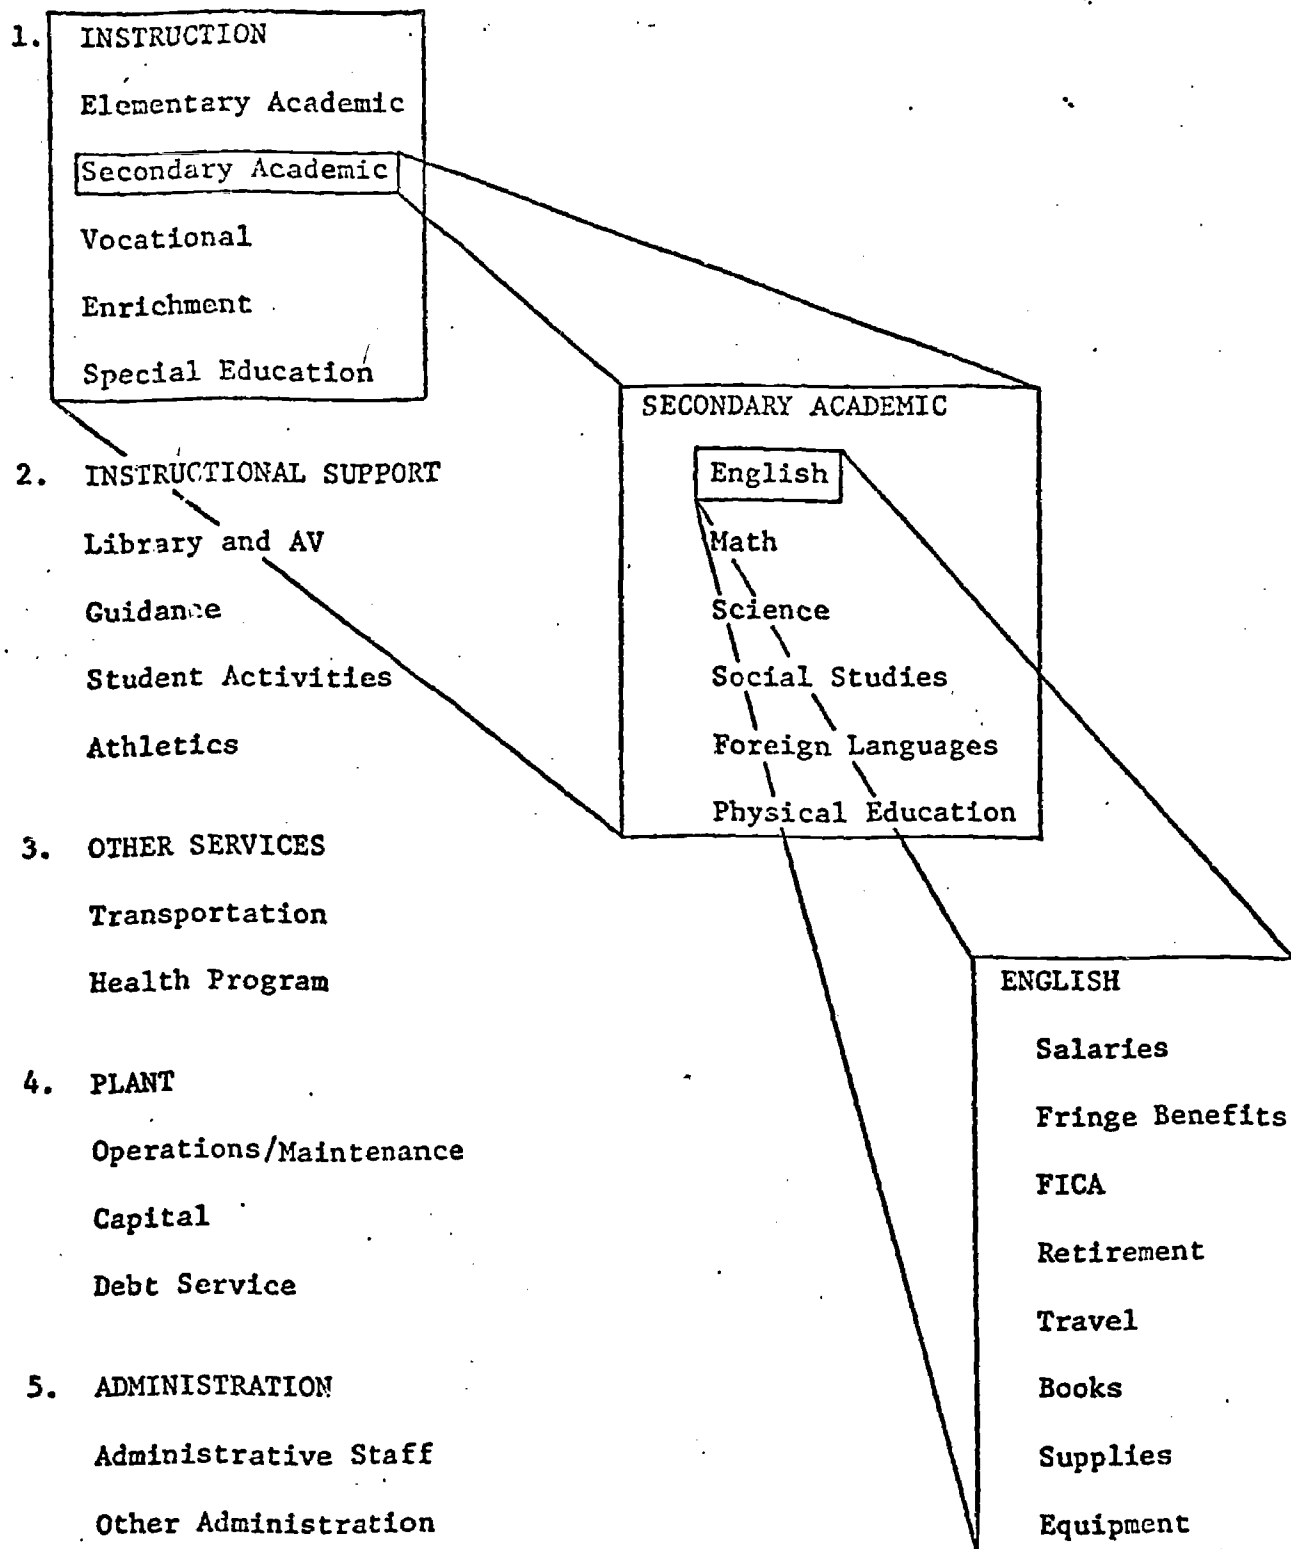 1. INSTRUCTION
Elementary Academic
Secondary Academic
Vocational
Enrichment
Special Education
2. INSTRUCTIONAL SUPPORT
Library and AV
Guidance
Student Activities
Athletics
3. OTHER SERVICES
Transportation
Health Program
4. PLANT
Operations/Maintenance
Capital
Debt Service
5. ADMINISTRATION
Administrative Staff
Other Administration
SECONDARY ACADEMIC
English
Math
Science
Social Studies
Foreign Languages
Physical Education
ENGLISH
Salaries
Fringe Benefits
FICA
Retirement
Travel
Books
Supplies
Equipment